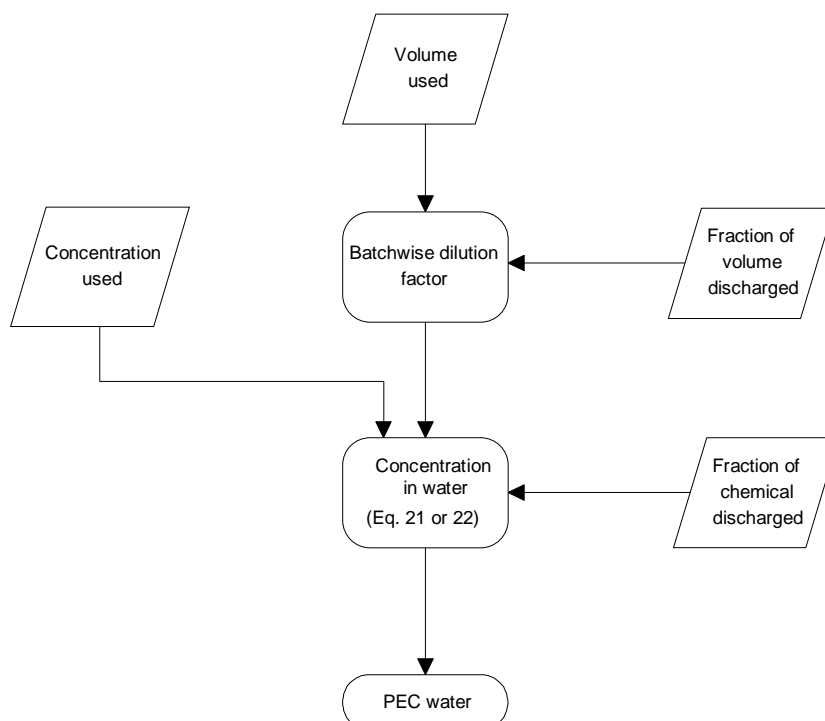 Volume
used
Batchwise dilution
factor
Fraction of
volume
discharged
Concentration
used
Concentration
in water
(Eq. 21 or 22)
Fraction of
chemical
discharged
PEC water